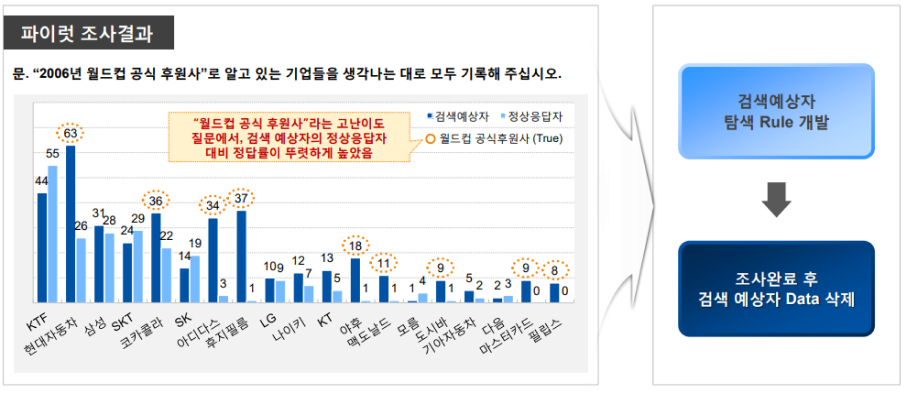 파이럿 조사결과
문. “2006년 월드컵 공식 후원사”로 알고 있는 기업들을 생각나는 대로 모두 기록해 주십시오.
“월드컵 공식 후원사”라는 고난이도
질문에서, 검색 예상자의 정상응답자
대비 정답률이 뚜렷하게 높았음
검색예상자 정상응답자
월드컵 공식후원사 (True)
44 55 63 26 31 28 24 29 36 22 14 19 34 3 37 1 10 9 12 7 13 5 18 1 11 1 1 4 9 1 5 2 2 3 9 0 8 0
KTF 현대자동차 삼성 SKT 코카콜라 SK 아디다스 후지필름 LG 나이키 KT 야후 맥도날드 모름 도시바 기아자동차 다음 마스터카드 필립스
검색예상자
탐색 Rule 개발
조사완료 후
검색 예상자 Data 삭제